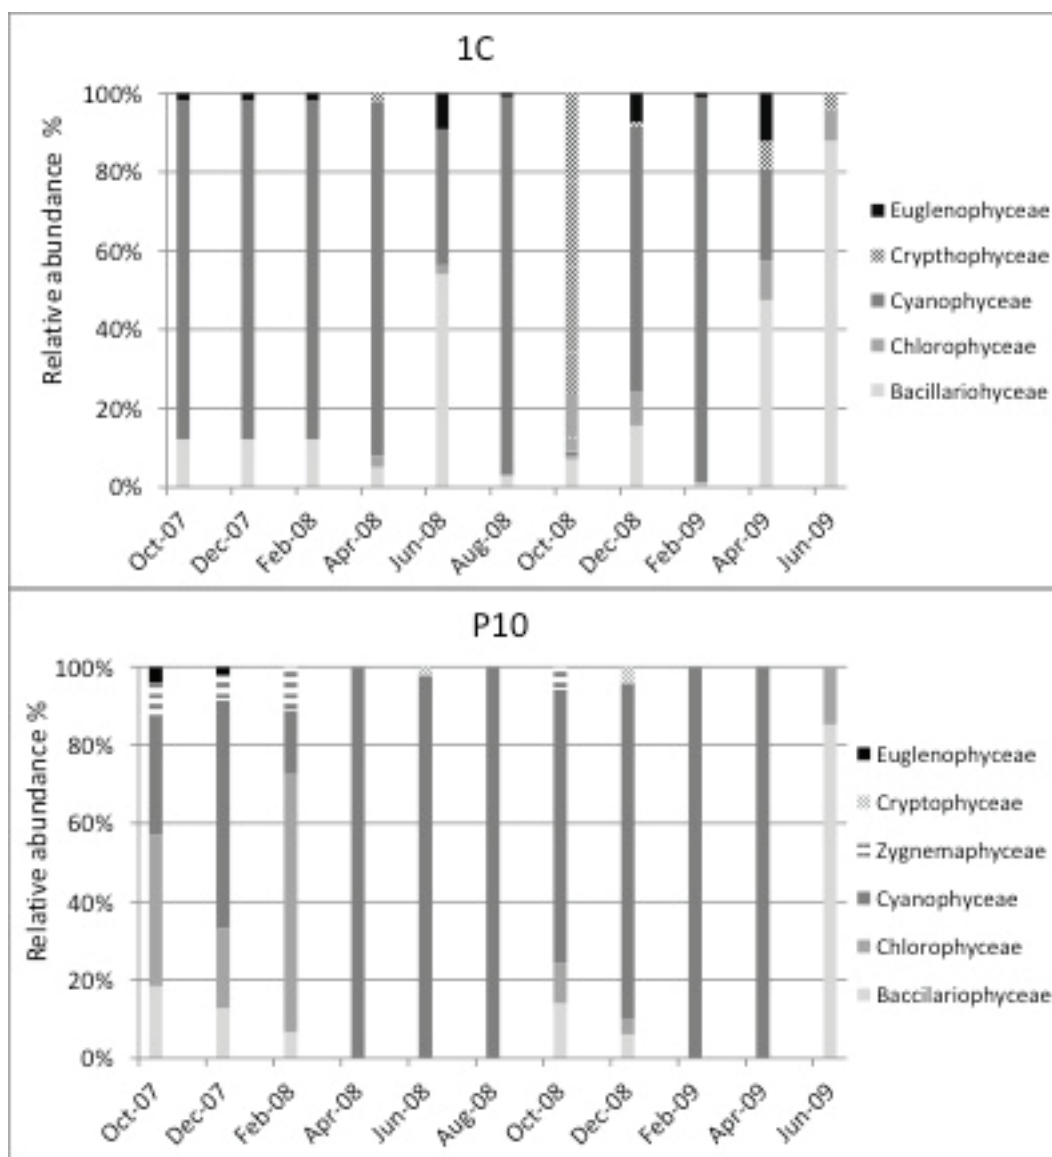 1C
Relative abundance %
100%
80%
60%
40%
20%
0%
Oct-07
Dec-07
Feb-08
Apr-08
Jun-08
Aug-08
Oct-08
Dec-08
Feb-09
Apr-09
Jun-09
Euglenophyceae
Crypthophyceae
Cyanophyceae
Chlorophyceae
Bacillariohyceae
P10
Relative abundance %
100%
80%
60%
40%
20%
0%
Oct-07
Dec-07
Feb-08
Apr-08
Jun-08
Aug-08
Oct-08
Dec-08
Feb-09
Apr-09
Jun-09
Euglenophyceae
Cryptophyceae
Zygnemaphyceae
Cyanophyceae
Chlorophyceae
Baccilariophyceae